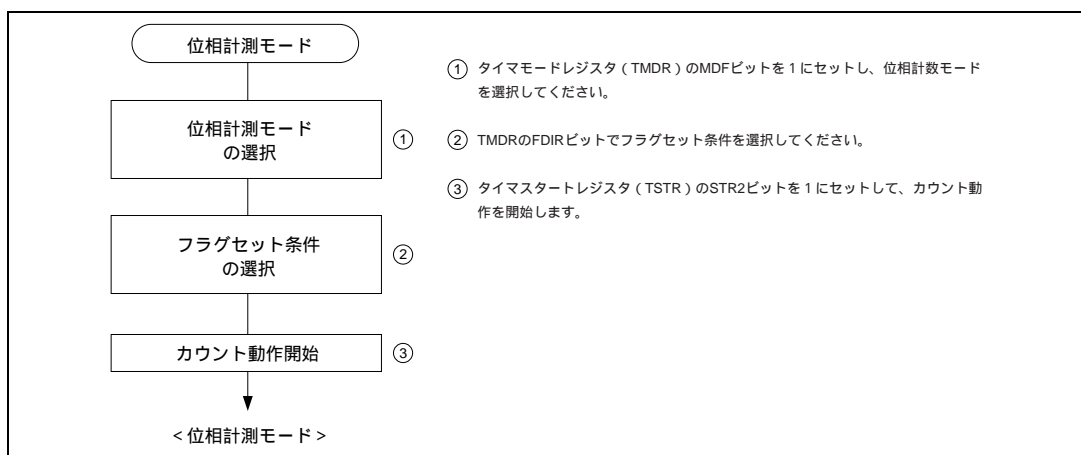 位相計測モード
位相計測モード
の選択
①
フラグセット条件
の選択
②
カウント動作開始
③
<位相計測モード>
① タイマモードレジスタ(TMDR)のMDFビットを1にセットし、位相計数モード
を選択してください。
② TMDRのFDIRビットでフラグセット条件を選択してください。
③ タイマスタートレジスタ(TSTR)のSTR2ビットを1にセットして、カウント動
作を開始します。